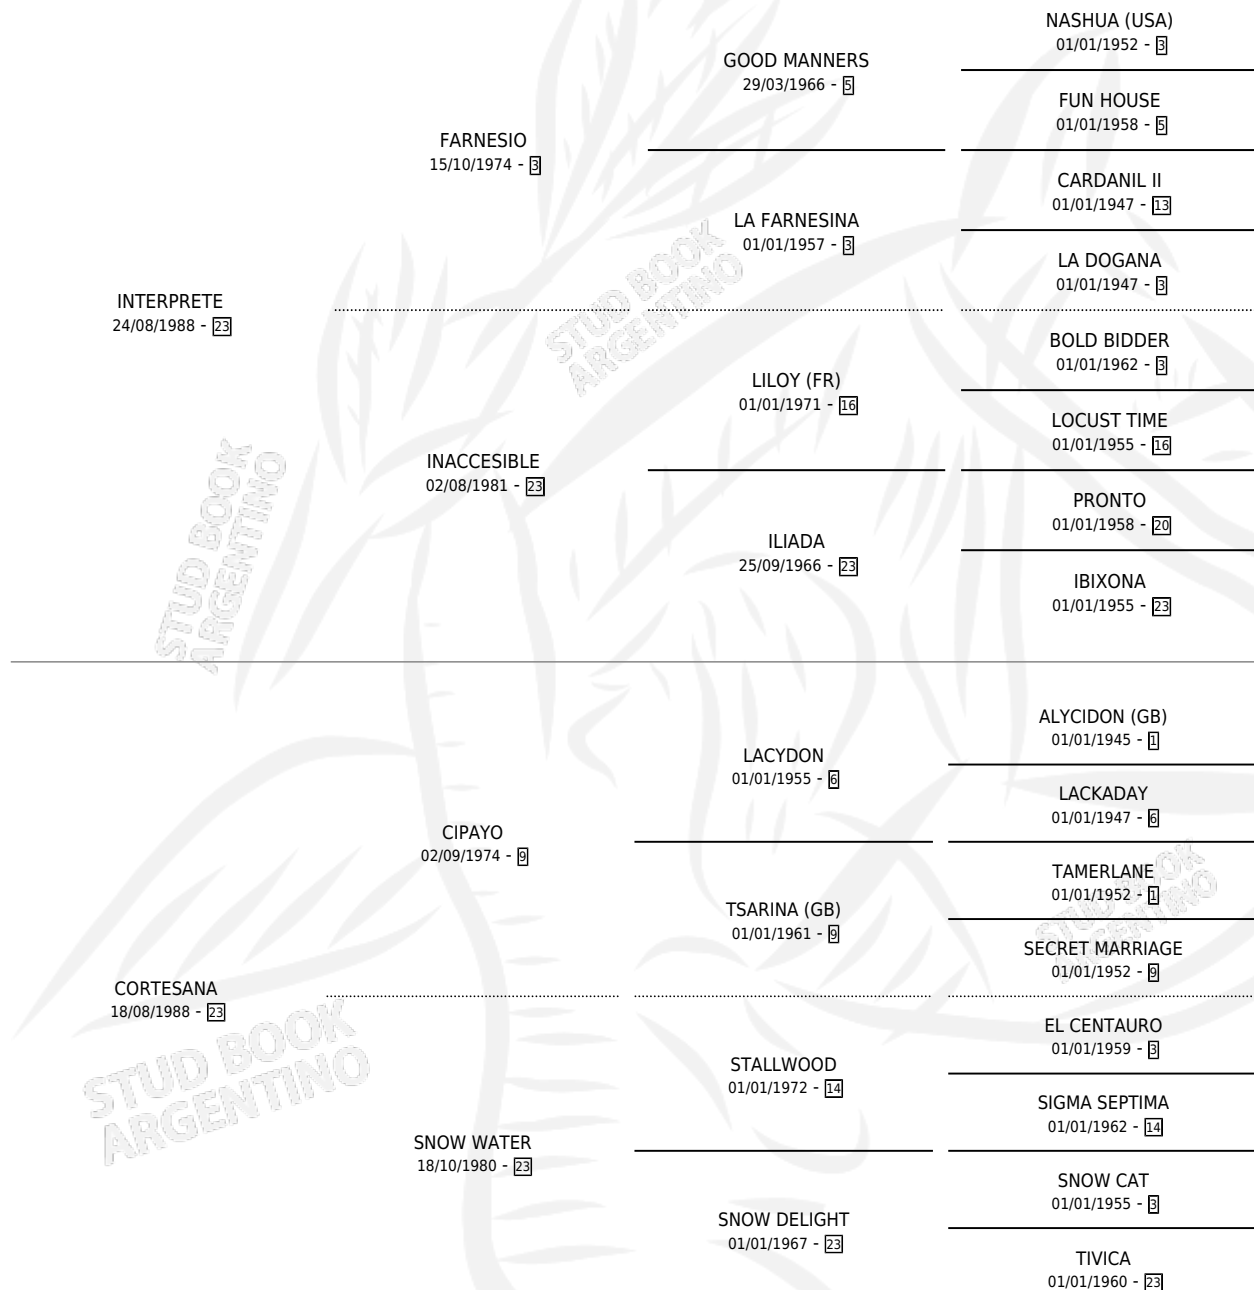 NASHUA (USA)
01/01/1952 - 3
GOOD MANNERS
29/03/1966 - 5
FUN HOUSE
01/01/1958 - 5
FARNESIO
15/10/1974 - 3
CARDANIL II
01/01/1947 - 13
LA FARNESINA
01/01/1957 - 3
LA DOGANA
01/01/1947 - 3
INTERPRETE
24/08/1988 - 23
BOLD BIDDER
01/01/1962 - 3
LILOY (FR)
01/01/1971 - 16
LOCUST TIME
01/01/1955 - 16
INACCESIBLE
02/08/1981 - 23
PRONTO
01/01/1958 - 20
ILIADA
25/09/1966 - 23
IBIXONA
01/01/1955 - 23
ALYCIDON (GB)
01/01/1945 - 1
LACYDON
01/01/1955 - 6
LACKADAY
01/01/1947 - 6
CIPAYO
02/09/1974 - 9
TAMERLANE
01/01/1952 - 1
TSARINA (GB)
01/01/1961 - 9
SECRET MARRIAGE
01/01/1952 - 9
CORTESANA
18/08/1988 - 23
EL CENTAURO
01/01/1959 - 3
STALLWOOD
01/01/1972 - 14
SIGMA SEPTIMA
01/01/1962 - 14
SNOW WATER
18/10/1980 - 23
SNOW CAT
01/01/1955 - 3
SNOW DELIGHT
01/01/1967 - 23
TIVICA
01/01/1960 - 23
STUD BOOK
ARGENTINO
STUD BOOK
ARGENTINO
STUD BOOK
ARGENTINO
STUD BOOK
ARGENTINO